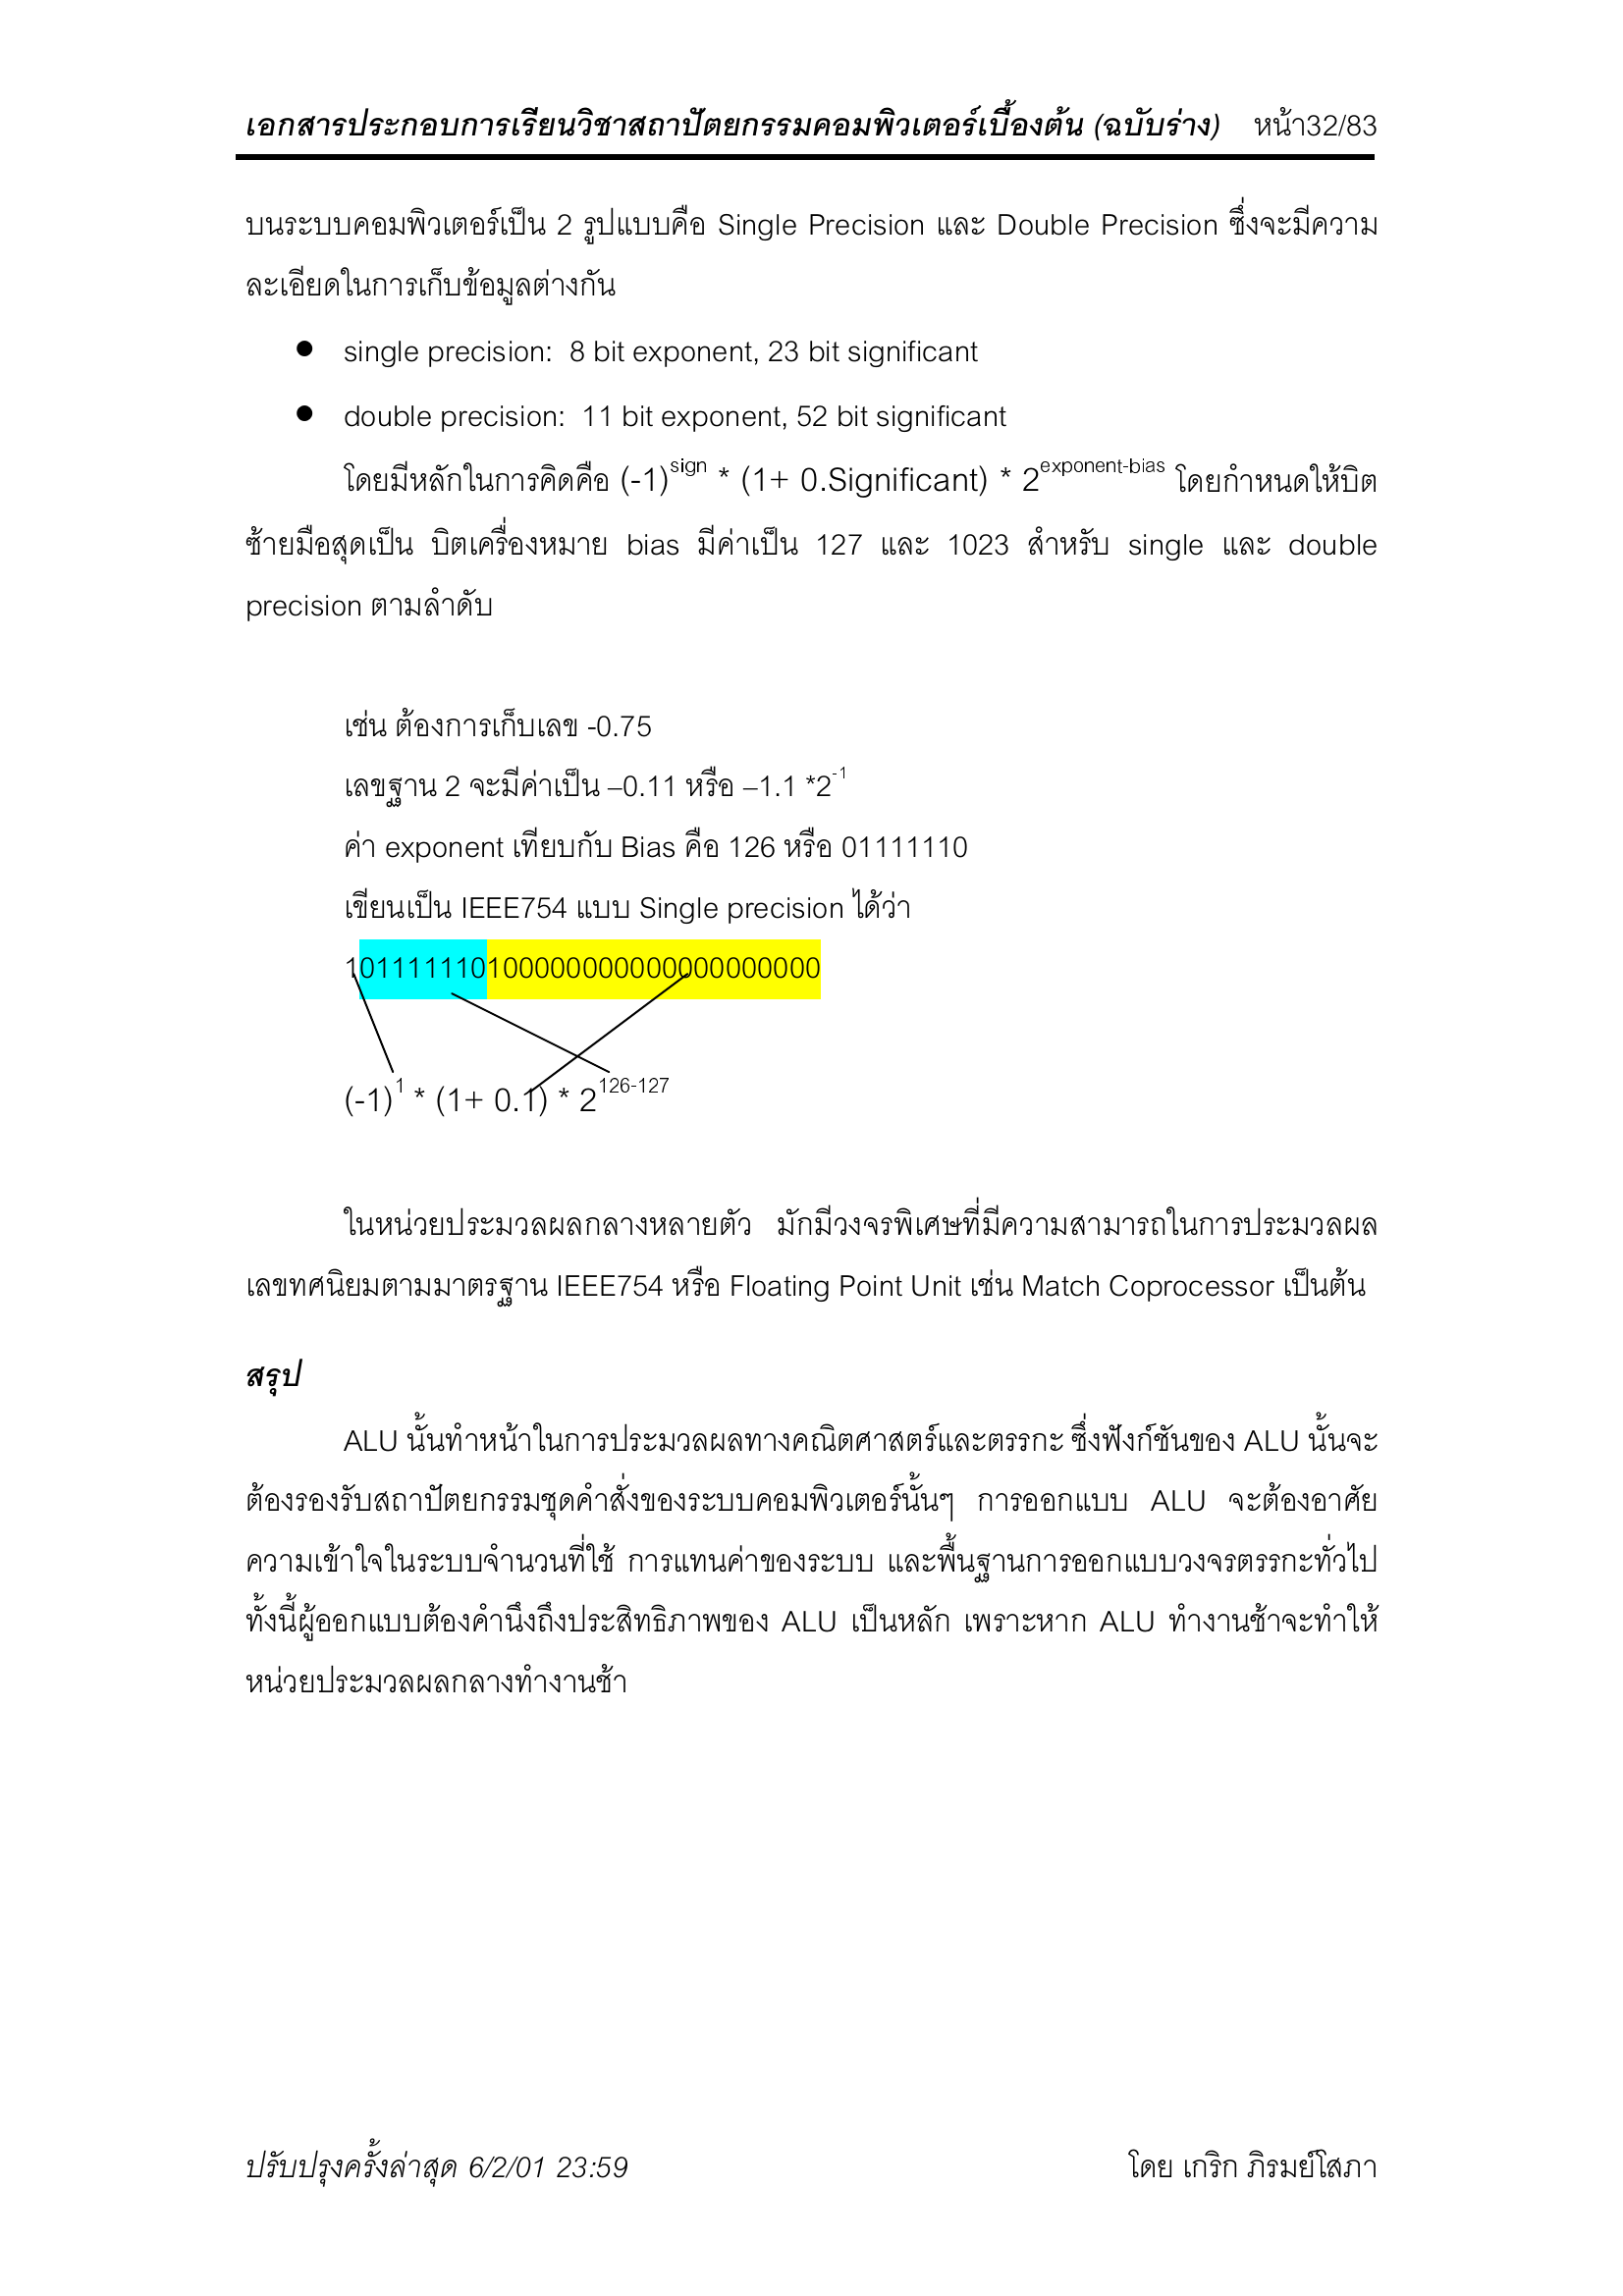 เอกสารประกอบการเรียนวิชาสถาปัตยกรรมคอมพิวเตอร์เบื้องต้น (ฉบับร่าง) หน้า32/83
บนระบบคอมพิวเตอร์เป็น 2 รูปแบบคือ Single Precision และ Double Precision ซึ่งจะมีความ
ละเอียดในการเก็บข้อมูลต่างกัน
● single precision: 8 bit exponent, 23 bit significant
● double precision: 11 bit exponent, 52 bit significant
โดยมีหลักในการคิดคือ (-1)^sign * (1+ 0.Significant) * 2^exponent-bias โดยกำหนดให้บิต
ซ้ายมือสุดเป็น บิตเครื่องหมาย bias มีค่าเป็น 127 และ 1023 สำหรับ single และ double
precision ตามลำดับ
เช่น ต้องการเก็บเลข -0.75
เลขฐาน 2 จะมีค่าเป็น –0.11 หรือ –1.1 *2^-1
ค่า exponent เทียบกับ Bias คือ 126 หรือ 01111110
เขียนเป็น IEEE754 แบบ Single precision ได้ว่า
101111110100000000000000000000
(-1)^1 * (1+ 0.1) * 2^126-127
ในหน่วยประมวลผลกลางหลายตัว มักมีวงจรพิเศษที่มีความสามารถในการประมวลผล
เลขทศนิยมตามมาตรฐาน IEEE754 หรือ Floating Point Unit เช่น Match Coprocessor เป็นต้น
สรุป
ALU นั้นทำหน้าในการประมวลผลทางคณิตศาสตร์และตรรกะ ซึ่งฟังก์ชันของ ALU นั้นจะ
ต้องรองรับสถาปัตยกรรมชุดคำสั่งของระบบคอมพิวเตอร์นั้นๆ การออกแบบ ALU จะต้องอาศัย
ความเข้าใจในระบบจำนวนที่ใช้ การแทนค่าของระบบ และพื้นฐานการออกแบบวงจรตรรกะทั่วไป
ทั้งนี้ผู้ออกแบบต้องคำนึงถึงประสิทธิภาพของ ALU เป็นหลัก เพราะหาก ALU ทำงานช้าจะทำให้
หน่วยประมวลผลกลางทำงานช้า
ปรับปรุงครั้งล่าสุด 6/2/01 23:59 โดย เกริก ภิรมย์โสภา